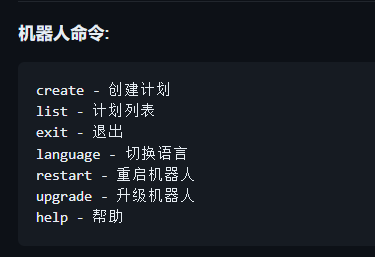 机器人命令:
create - 创建计划
list - 计划列表
exit - 退出
language - 切换语言
restart - 重启机器人
upgrade - 升级机器人
help - 帮助